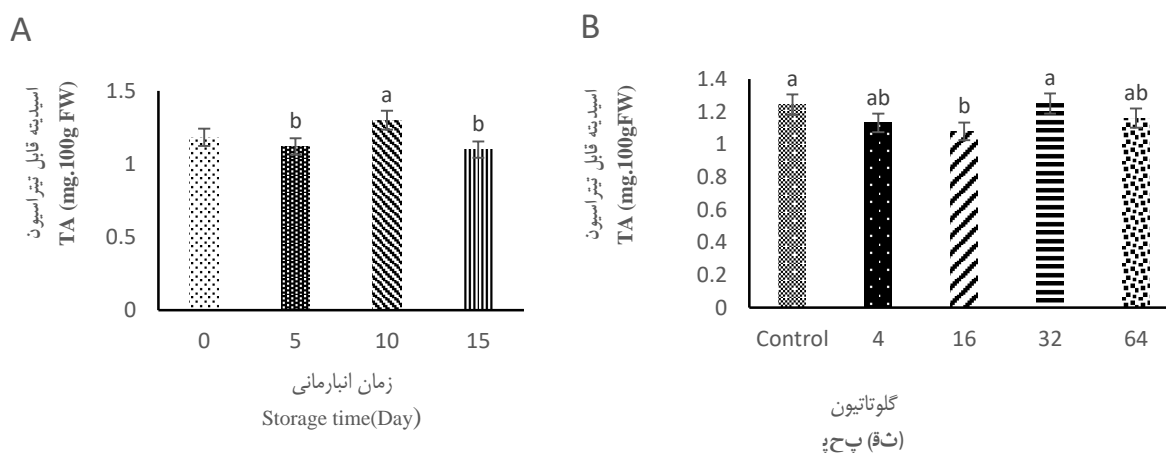 A
اسیدیته قابل تیتراسیون
TA (mg.100g FW)
1.5
1
0.5
0
b
a
b
0
5
10
15
زمان انبارمانی
Storage time(Day)
B
اسیدیته قابل تیتراسیون
TA (mg.100gFW)
1.4
1.2
1
0.8
0.6
0.4
0.2
0
a
ab
b
a
ab
Control
4
16
32
64
گلوتاتیون